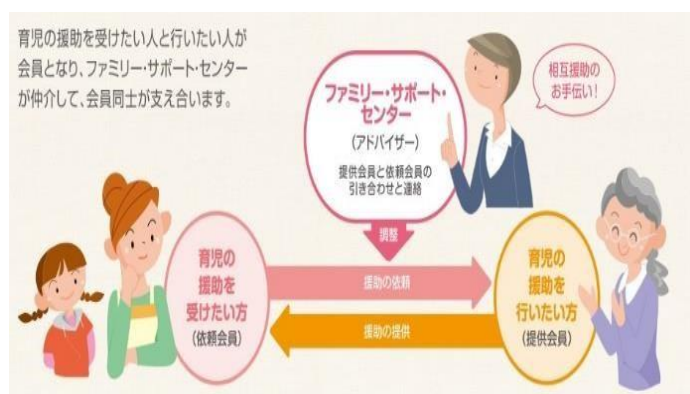 育児の援助を受けたい人と行いたい人が
会員となり、ファミリー・サポート・センター
が仲介して、会員同士が支え合います。
ファミリー・サポート・
センター
（アドバイザー）
提供会員と依頼会員の
引き合わせと連絡
相互援助の
お手伝い！
調整
育児の
援助を
受けたい方
（依頼会員）
援助の依頼
援助の提供
育児の
援助を
行いたい方
（提供会員）